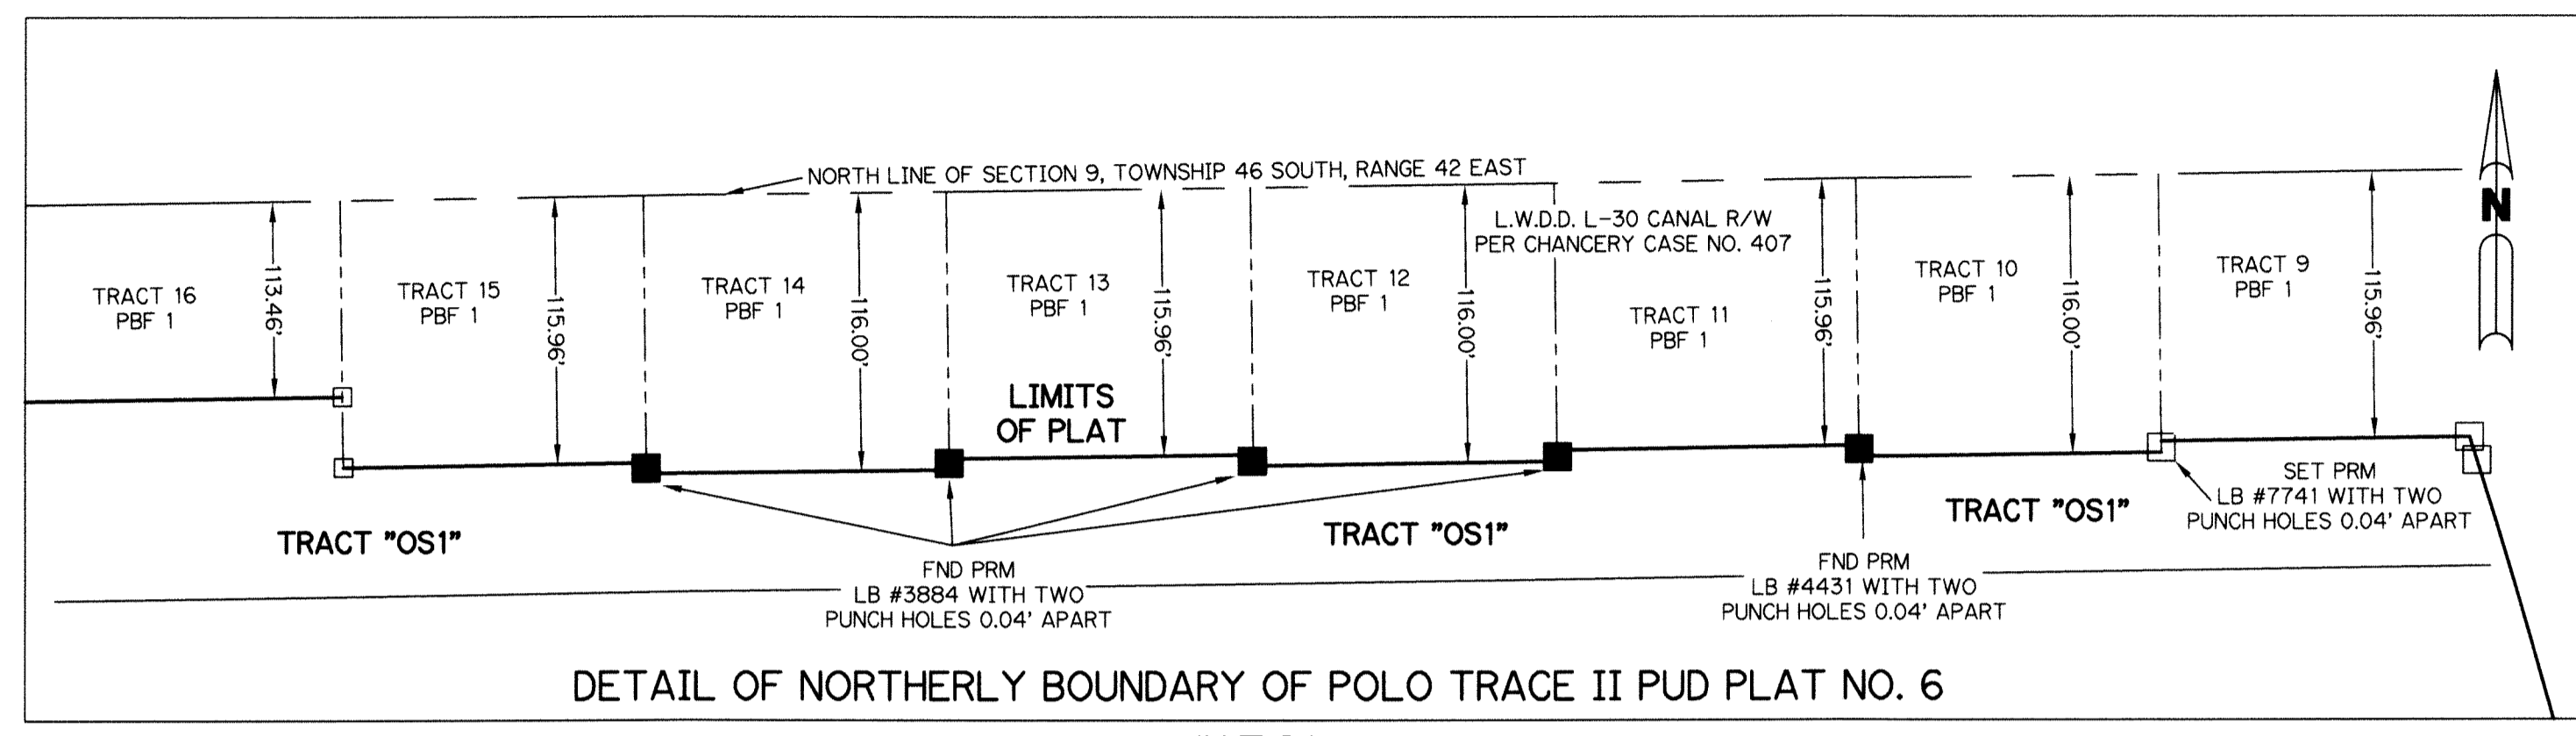 NORTH LINE OF SECTION 9, TOWNSHIP 46 SOUTH, RANGE 42 EAST
N
L.W.D.D. L-30 CANAL R/W
PER CHANCERY CASE NO. 407
TRACT 16
PBF 1
113.46'
TRACT 15
PBF 1
115.96'
TRACT 14
PBF 1
116.00'
TRACT 13
PBF 1
115.96'
TRACT 12
PBF 1
116.00'
TRACT 11
PBF 1
115.96'
TRACT 10
PBF 1
116.00'
TRACT 9
PBF 1
115.96'
LIMITS
OF PLAT
TRACT "OS1"
TRACT "OS1"
TRACT "OS1"
SET PRM
LB #7741 WITH TWO
PUNCH HOLES 0.04' APART
FND PRM
LB #3884 WITH TWO
PUNCH HOLES 0.04' APART
FND PRM
LB #4431 WITH TWO
PUNCH HOLES 0.04' APART
DETAIL OF NORTHERLY BOUNDARY OF POLO TRACE II PUD PLAT NO. 6